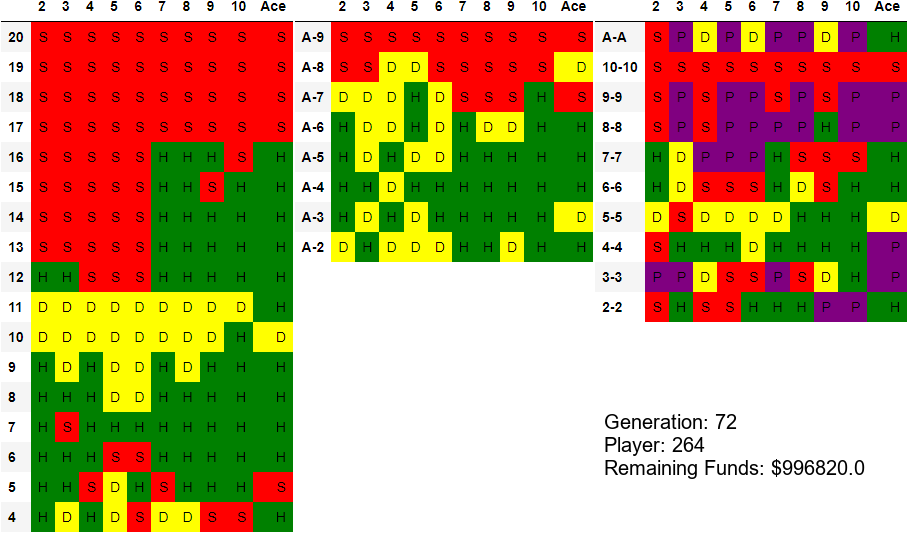 2 3 4 5 6 7 8 9 10 Ace
20 S S S S S S S S S S
19 S S S S S S S S S S
18 S S S S S S S S S S
17 S S S S S S S S S S
16 S S S S S H H H S H
15 S S S S S H H S H H
14 S S S S S H H H H H
13 S S S S S H H H H H
12 H H S S S H H H H H
11 D D D D D D D D D H
10 D D D D D D D D H D
9 H D H D D H D H H H
8 H H H D D H H H H H
7 H S H H H H H H H H
6 H H H S S H H H H H
5 H H S D H S H H H S
4 H D H D S D D S S H
2 3 4 5 6 7 8 9 10 Ace
A-9 S S S S S S S S S S
A-8 S S D D S S S S S D
A-7 D D D H D S S S H S
A-6 H D D H D H D D H H
A-5 H D H D D H H H H H
A-4 H H D H H H H H H H
A-3 H D H D H H H H H D
A-2 D H D D D H H D H H
2 3 4 5 6 7 8 9 10 Ace
A-A S P D P D P P D P H
10-10 S S S S S S S S S S
9-9 S P S P P S P S P P
8-8 S P S P P P P H P P
7-7 H D P P P H S S S H
6-6 H D S S S H D S H H
5-5 D S D D D D H H H D
4-4 S H H H D H H H H P
3-3 P P D S S P S D H P
2-2 S H S S H H H P P H
Generation: 72
Player: 264
Remaining Funds: $996820.0